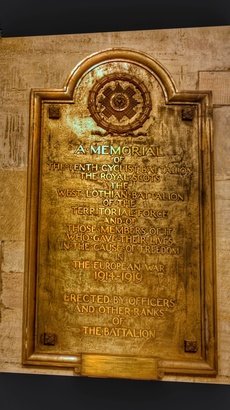 A MEMORIAL
OF
THE TENTH CYCLIST BATTALION
THE ROYAL SCOTS
THE
WEST LOTHIAN BATTALION
OF THE
TERRITORIAL FORCE
AND OF
THOSE MEMBERS OF IT
WHO GAVE THEIR LIVES
IN THE CAUSE OF FREEDOM
IN
THE EUROPEAN WAR
1914-1919
ERECTED BY OFFICERS
AND OTHER RANKS
OF
THE BATTALION